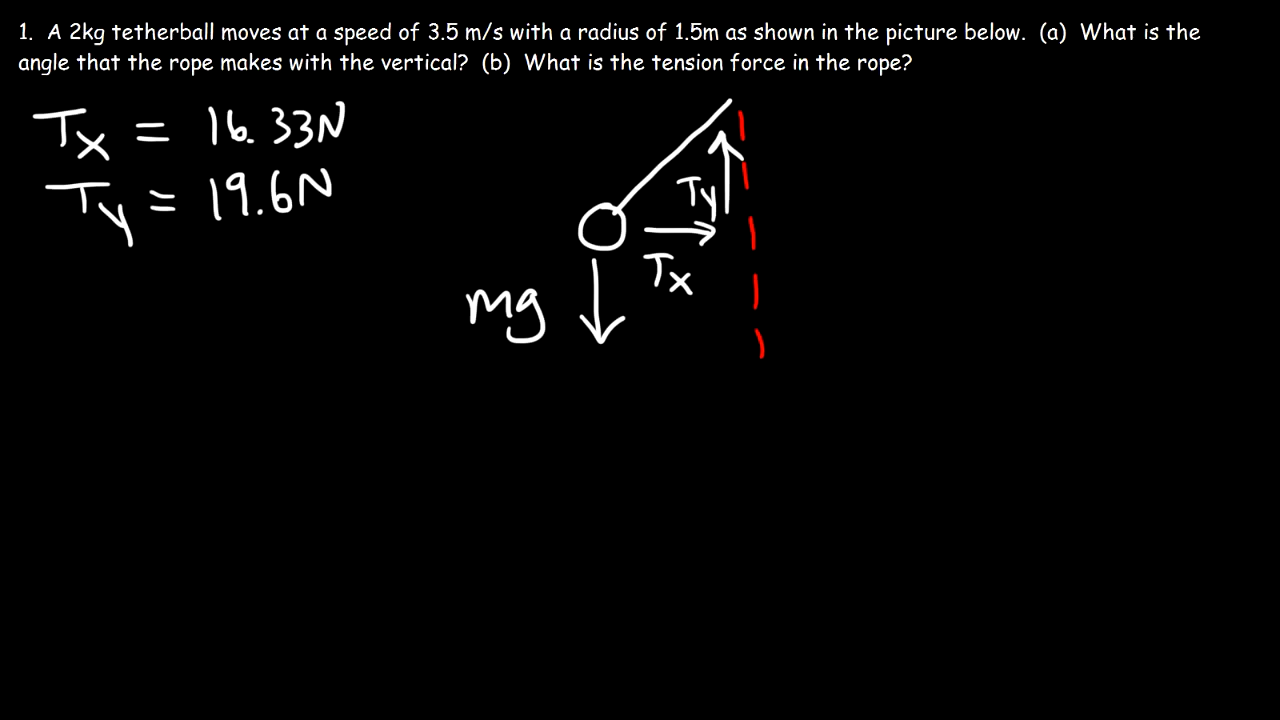 1. A 2kg tetherball moves at a speed of 3.5 m/s with a radius of 1.5m as shown in the picture below. (a) What is the
angle that the rope makes with the vertical? (b) What is the tension force in the rope?
Tx = 16.33N
Ty = 19.6N
Ty
Tx
mg